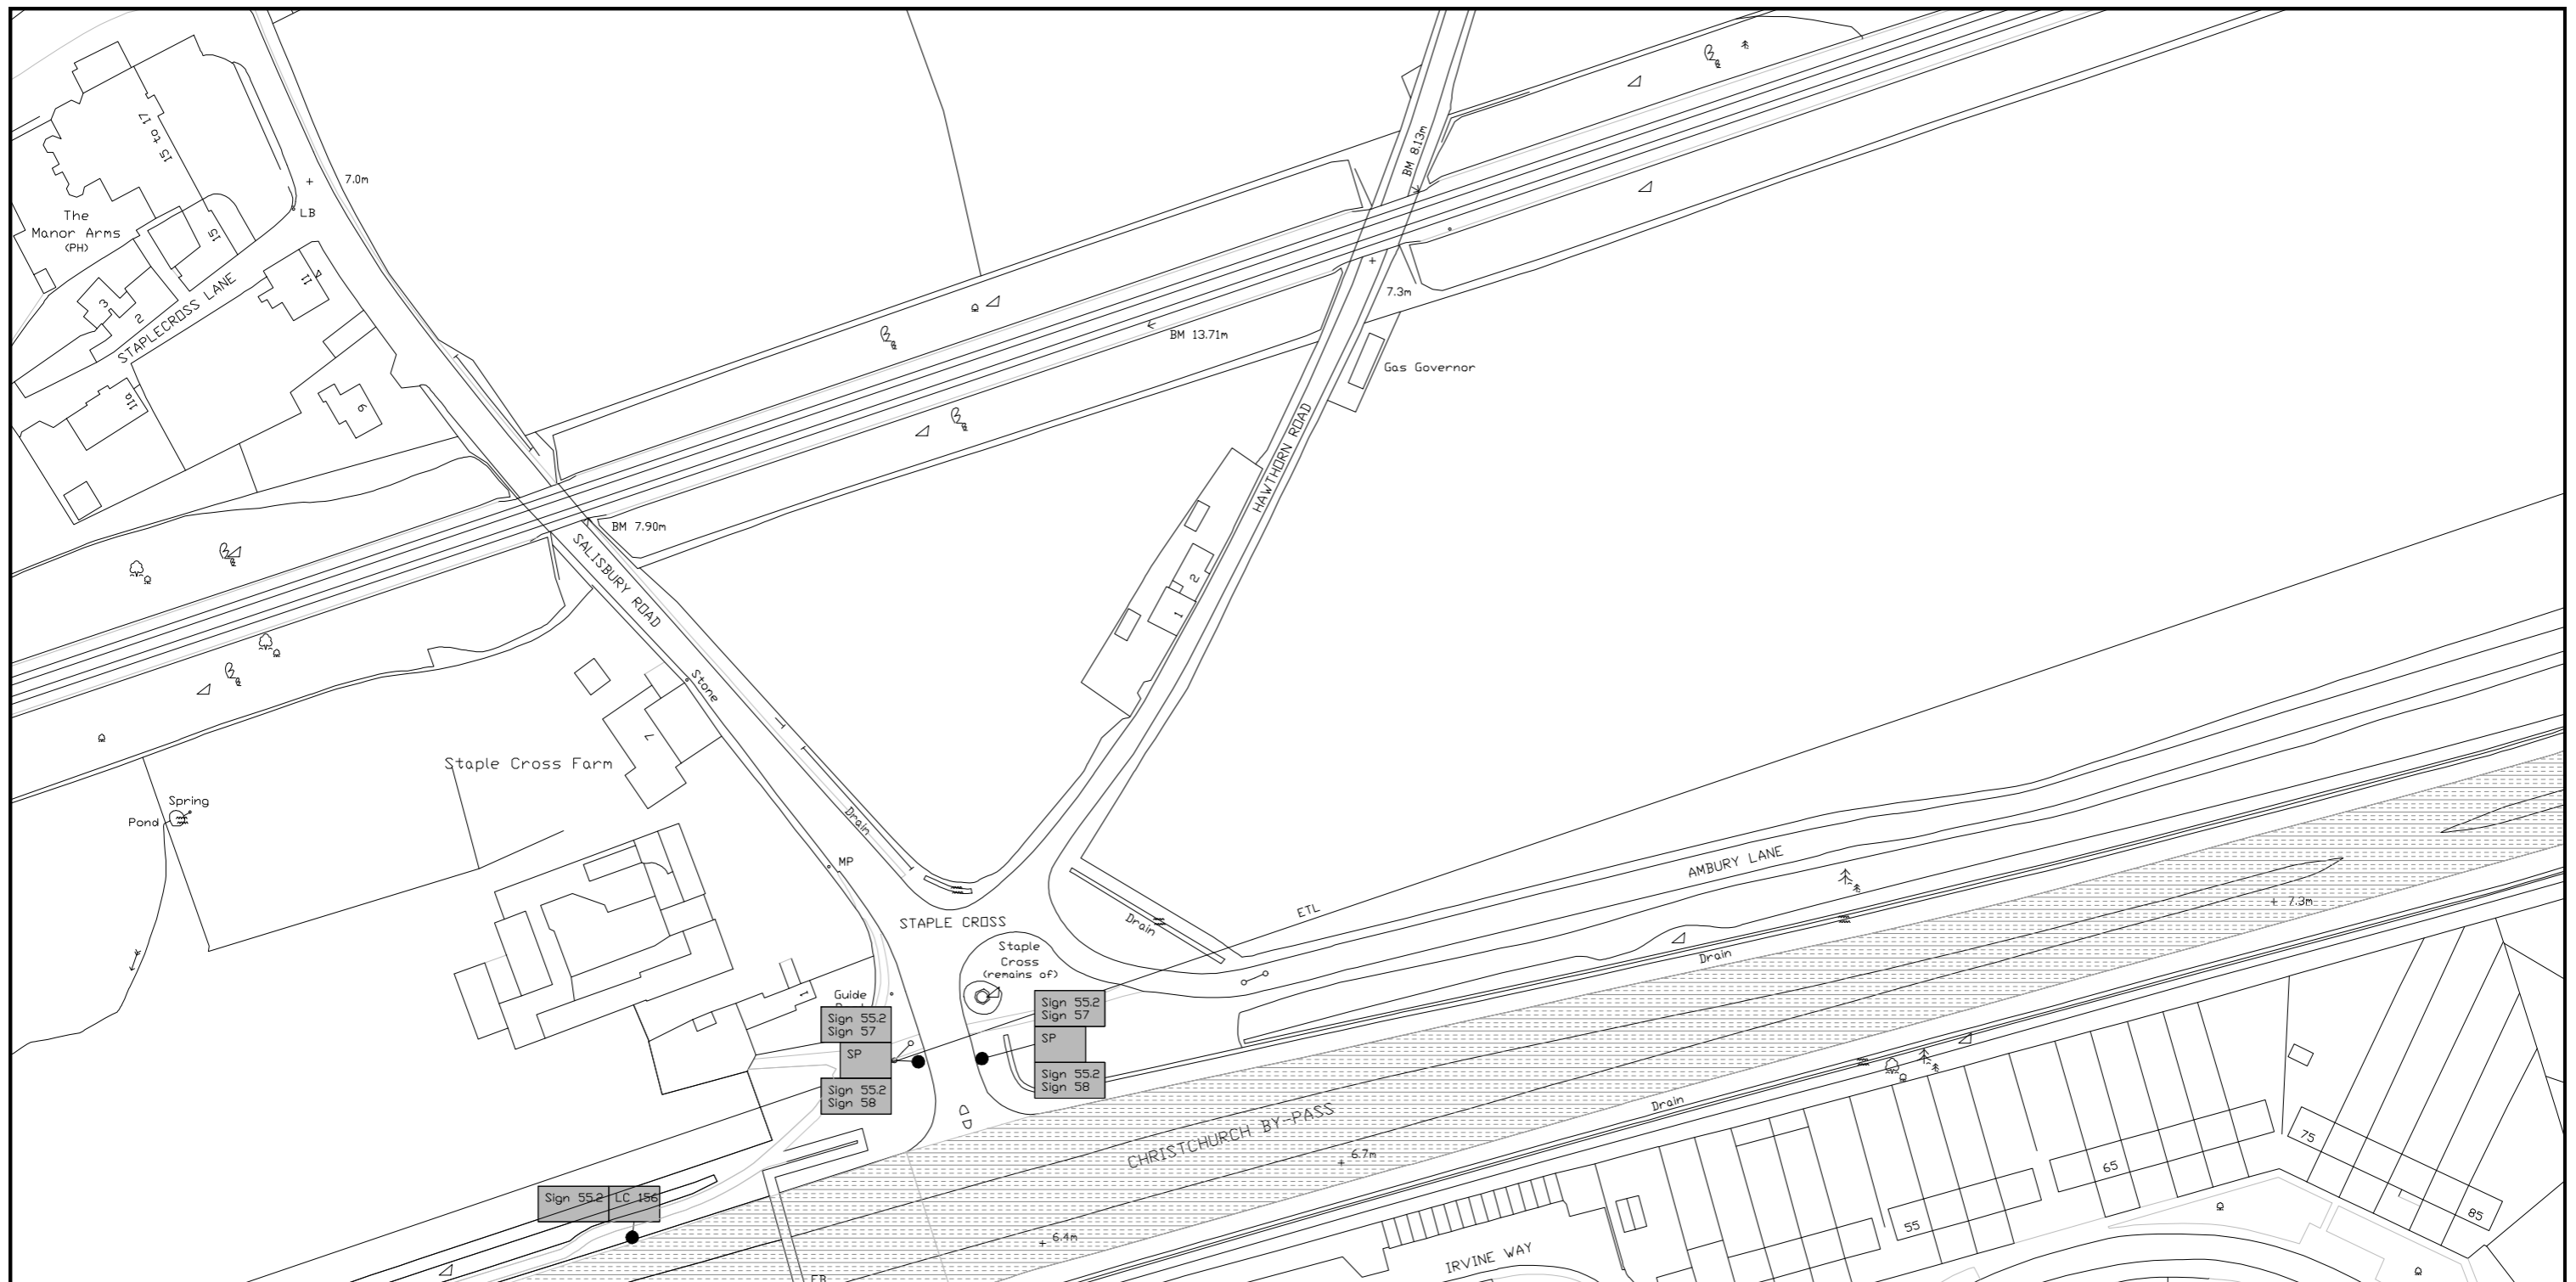 15 to 17
7.0m
LB
The
Manor Arms
(PH)
15
11
3
2
STAPLECROSS LANE
11a
9
BM 8.13m
7.3m
BM 13.71m
Gas Governor
HAWTHORN ROAD
BM 7.90m
SALISBURY ROAD
2
1
Stone
7
Staple Cross Farm
Spring
Pond
Drain
MP
STAPLE CROSS
AMBURY LANE
ETL
Drain
7.3m
Staple
Cross
(remains of)
Drain
1
Guide
Sign 55.2
Sign 57
SP
Sign 55.2
Sign 58
Sign 55.2
Sign 57
SP
Sign 55.2
Sign 58
Drain
CHRISTCHURCH BY-PASS
6.7m
75
65
85
55
Sign 55.2
LC 156
6.4m
IRVINE WAY
FB